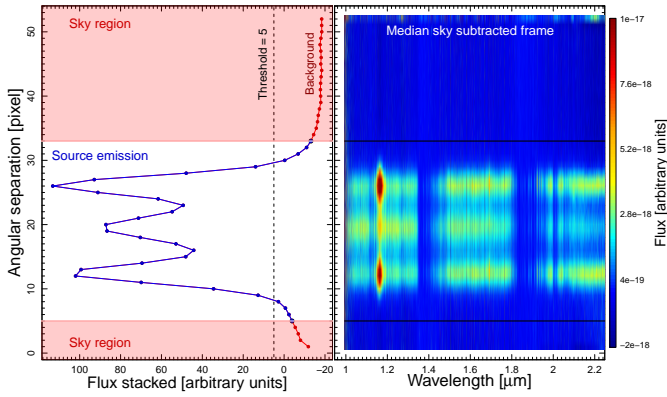 Sky region
Threshold = 5
Background
Source emission
Sky region
Angular separation [pixel]
0
10
20
30
40
50
100
80
60
40
20
0
−20
Flux stacked [arbitrary units]
Median sky subtracted frame
1
1.2
1.4
1.6
1.8
2
2.2
Wavelength [μm]
1e−17
7.6e−18
5.2e−18
2.8e−18
4e−19
−2e−18
Flux [arbitrary units]